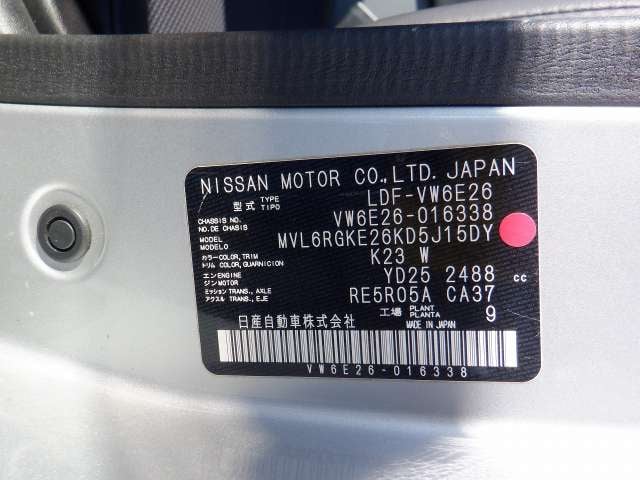 NISSAN MOTOR CO.,LTD. JAPAN
型式 TYPE TIPO LDF-VW6E26
CHASSIS NO. NO.DE CHASIS VW6E26-016338
MODEL MODELO MVL6RGKE26KD5J15DY
カラー COLOR, TRIM トリム COLOR, GUARNICION K23 W
エンジン ENGINE MOTOR YD25 2488 cc
ミッション TRANS., AXLE アクスル TRANS., EJE RE5R05A CA37
工場 PLANT PLANTA 9
日産自動車株式会社 MADE IN JAPAN
VW6E26-016338